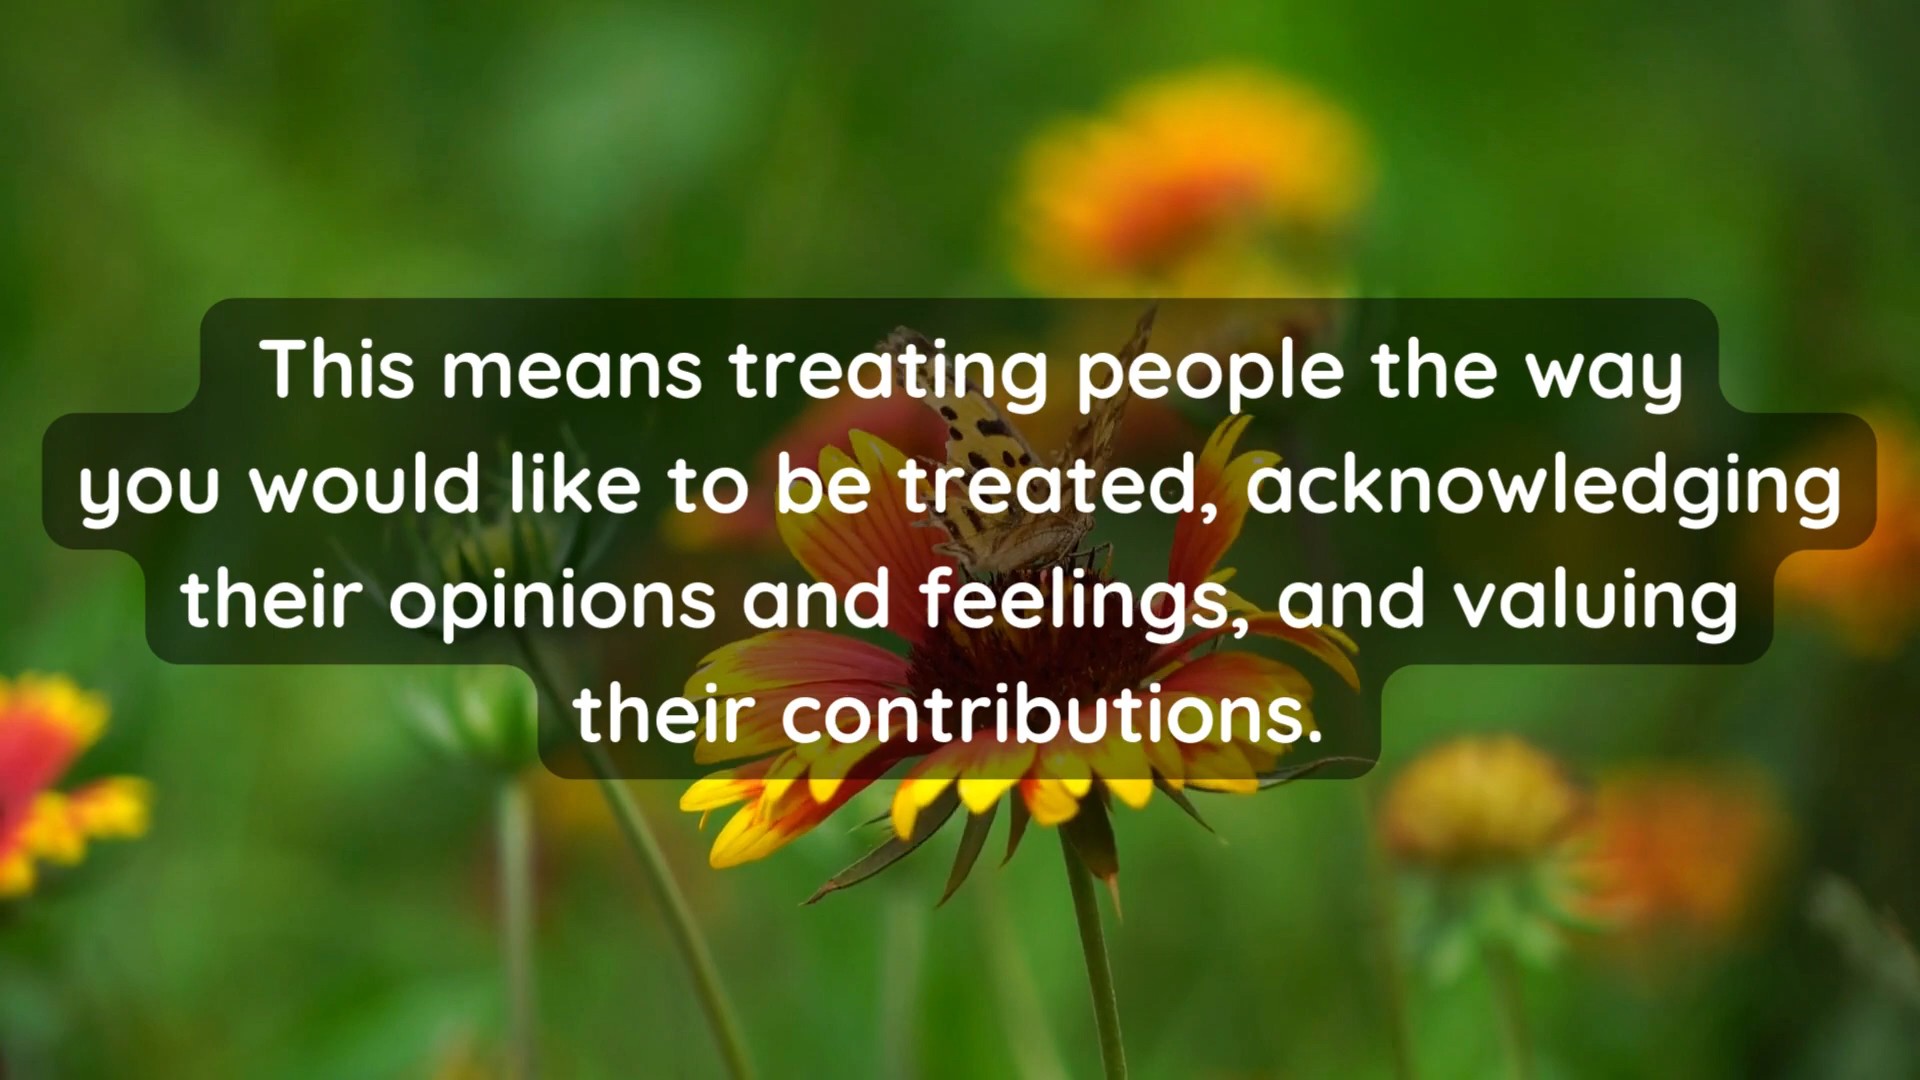 This means treating people the way
you would like to be treated, acknowledging
their opinions and feelings, and valuing
their contributions.